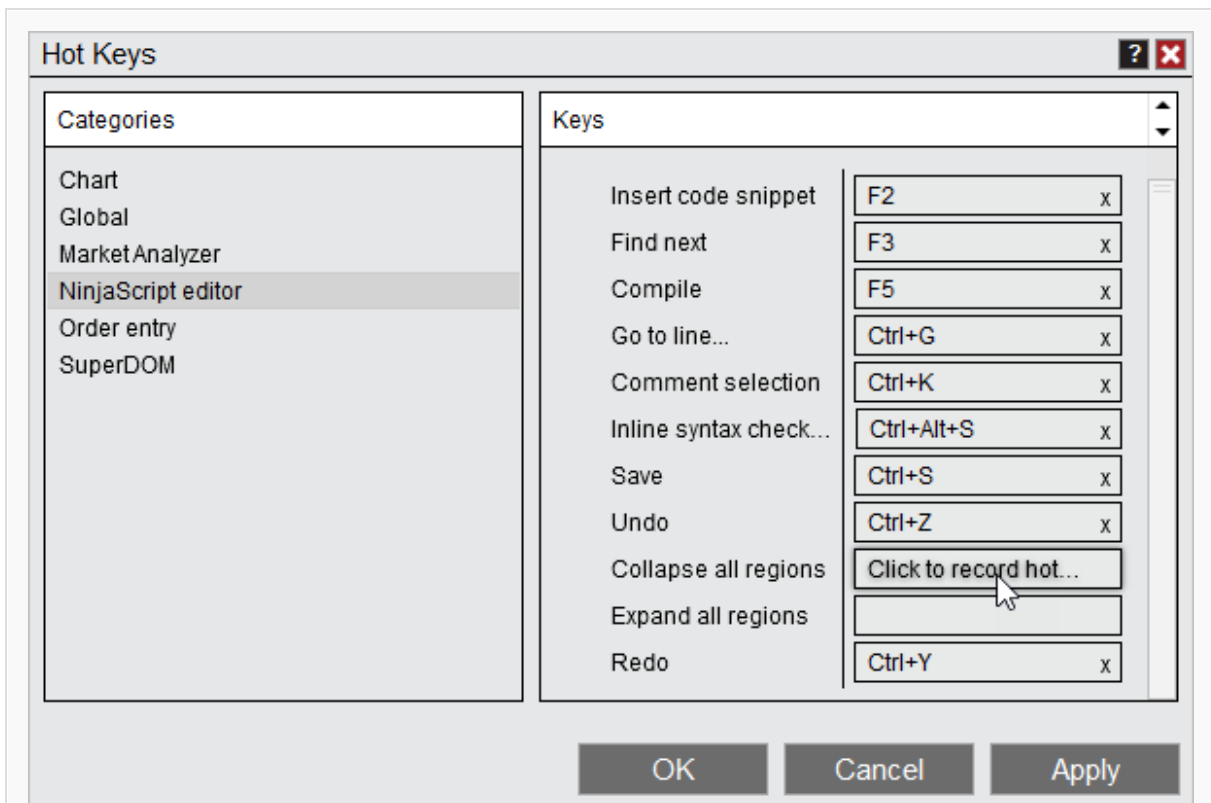 Hot Keys ?
Categories
Chart
Global
Market Analyzer
NinjaScript editor
Order entry
SuperDOM
Keys
Insert code snippet F2 x
Find next F3 x
Compile F5 x
Go to line... Ctrl+G x
Comment selection Ctrl+K x
Inline syntax check... Ctrl+Alt+S x
Save Ctrl+S x
Undo Ctrl+Z x
Collapse all regions Click to record hot...
Expand all regions
Redo Ctrl+Y x
OK Cancel Apply